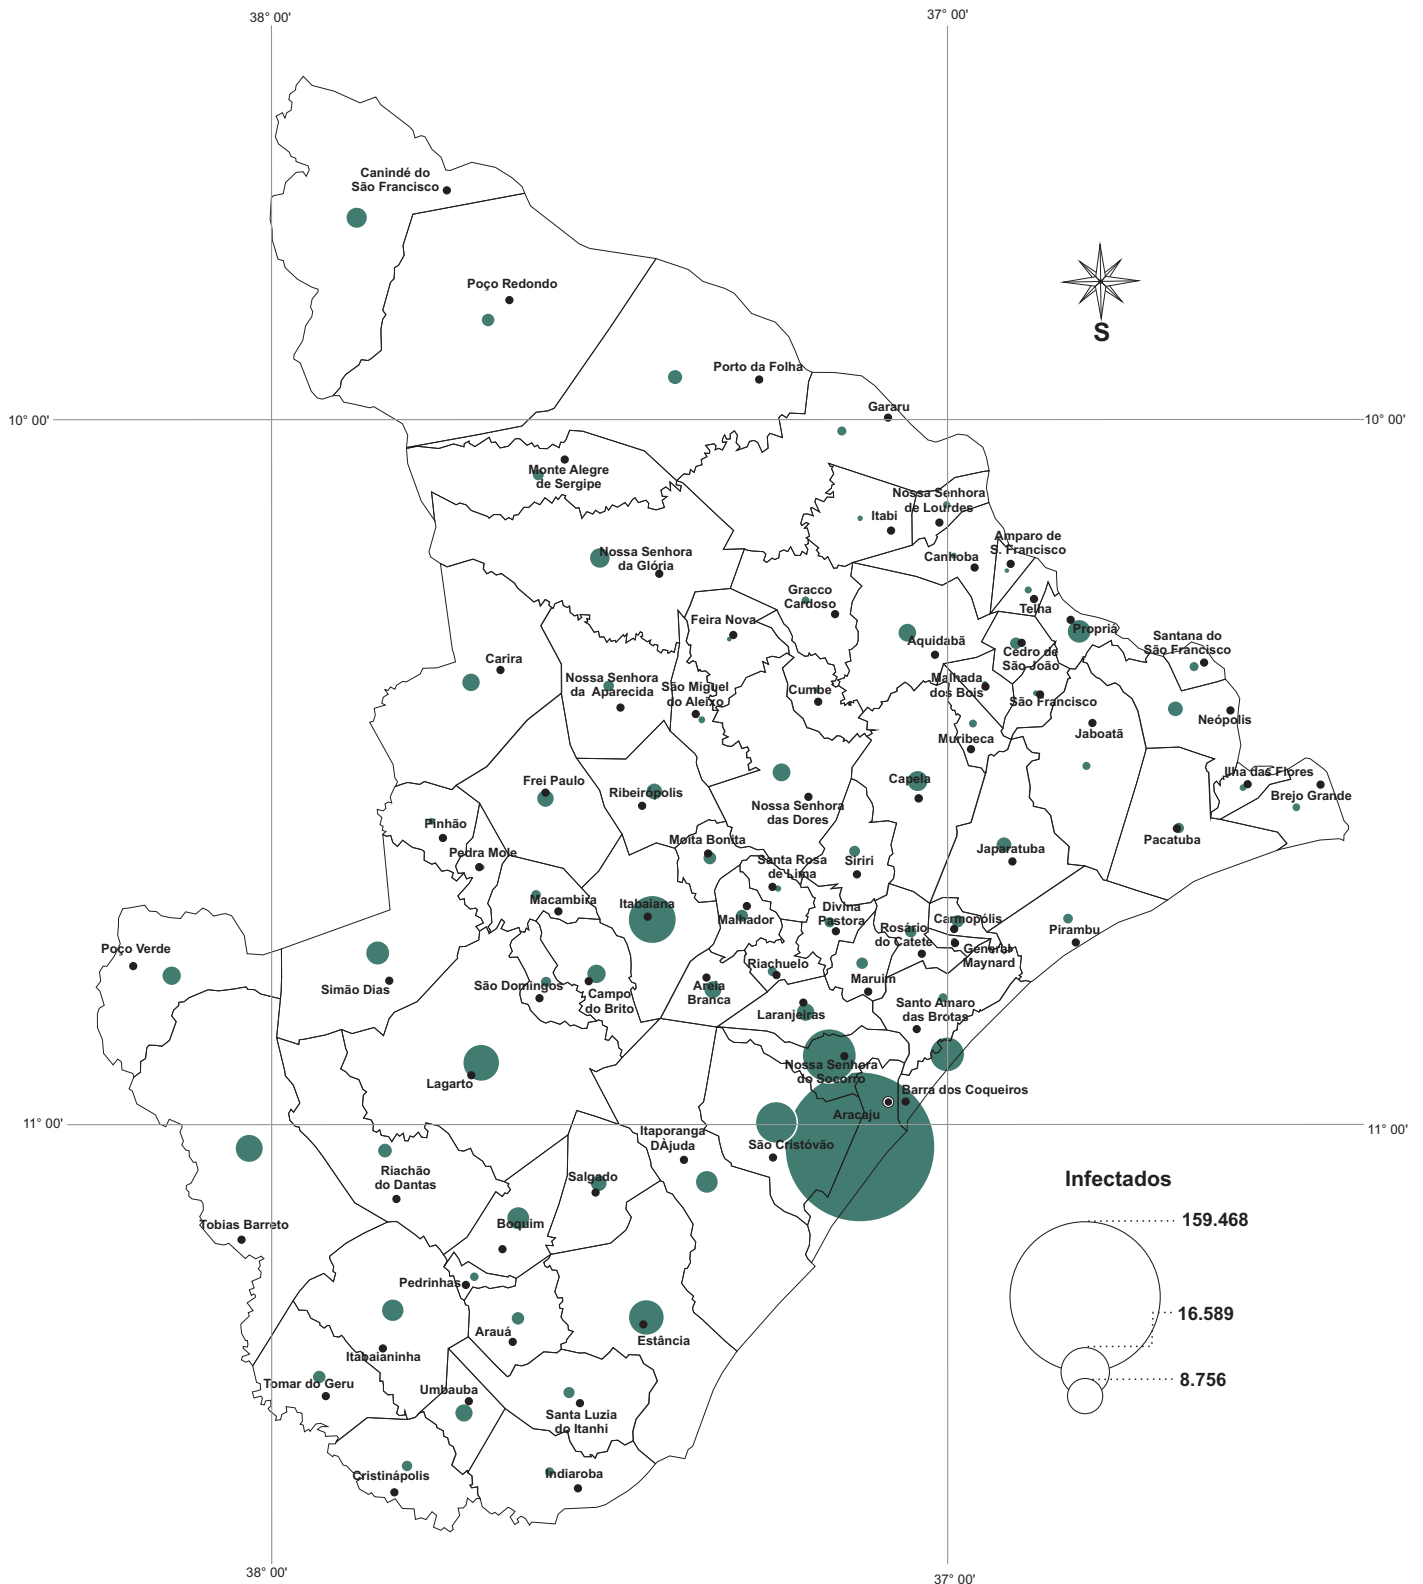 38° 00'
37° 00'
Canindé do
São Francisco
Poço Redondo
S
Porto da Folha
Gararu
10° 00'
10° 00'
Monte Alegre
de Sergipe
Nossa Senhora
de Lourdes
Itabi
Nossa Senhora
da Glória
Canhoba
Amparo de
S. Francisco
Gracco
Cardoso
Telha
Feira Nova
Propriá
Aquidabã
Cedro de
São João
Santana do
São Francisco
Carira
Nossa Senhora
da Aparecida
São Miguel
do Aleixo
Cumbe
Malhada
dos Bois
São Francisco
Neópolis
Jaboatã
Muribeca
Frei Paulo
Ribeirópolis
Capela
Ilha das Flores
Brejo Grande
Nossa Senhora
das Dores
Pinhão
Moita Bonita
Pacatuba
Pedra Mole
Santa Rosa
de Lima
Siriri
Japaratuba
Macambira
Itabaiana
Malhador
Divina
Pastora
Rosário
do Catete
Carmopólis
Pirambu
General
Maynard
Poço Verde
Simão Dias
São Domingos
Campo
do Brito
Areia
Branca
Riachuelo
Maruim
Laranjeiras
Santo Amaro
das Brotas
Lagarto
Nossa Senhora
do Socorro
Barra dos Coqueiros
Aracaju
11° 00'
11° 00'
Itaporanga
DÀjuda
São Cristóvão
Riachão
do Dantas
Salgado
Infectados
Tobias Barreto
Boquim
159.468
Pedrinhas
16.589
Arauá
Estância
Itabaianinha
8.756
Tomar do Geru
Umbauba
Santa Luzia
do Itanhi
Cristinápolis
Indiaroba
38° 00'
37° 00'